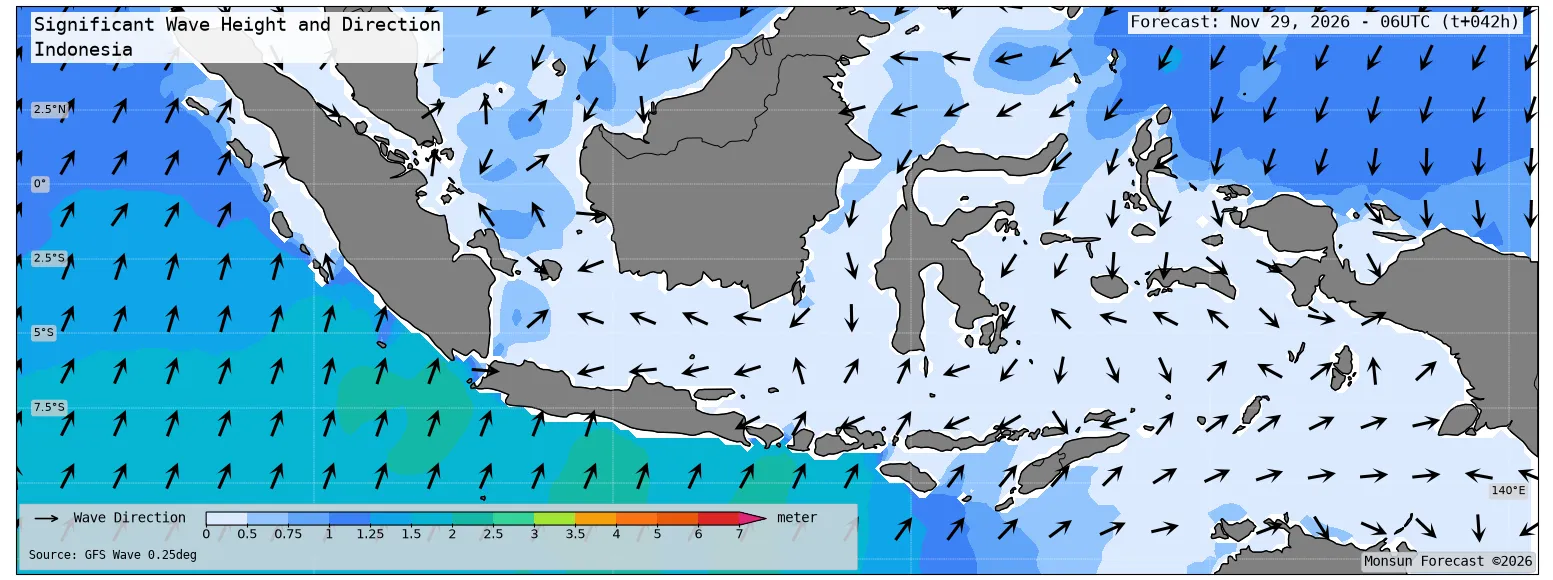 Significant Wave Height and Direction
Indonesia
Forecast: Nov 29, 2026 - 06UTC (t+042h)
2.5°N
0°
2.5°S
5°S
7.5°S
140°E
Wave Direction
0 0.5 0.75 1 1.25 1.5 2 2.5 3 3.5 4 5 6 7
meter
Source: GFS Wave 0.25deg
Monsun Forecast ©2026